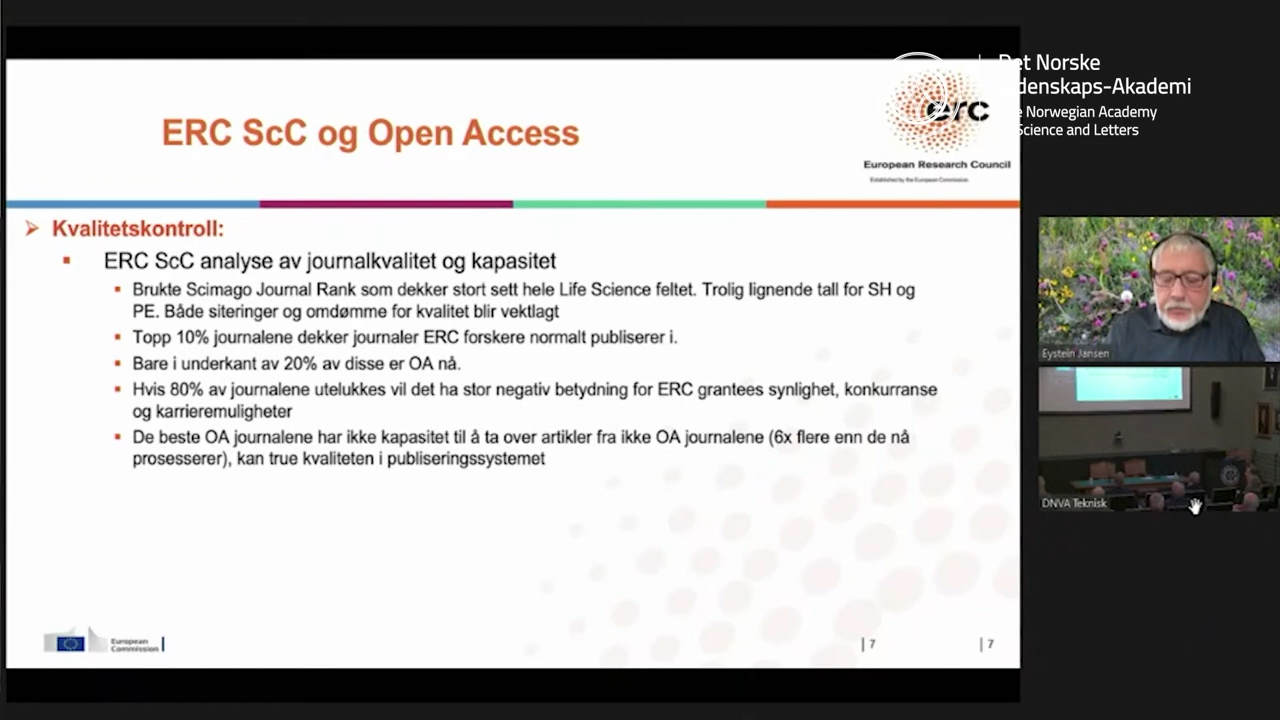 ERC ScC og Open Access
erc
European Research Council
Established by the European Commission
Det Norske
denskaps-Akademi
Norwegian Academy
Science and Letters
Kvalitetskontroll:
ERC ScC analyse av journalkvalitet og kapasitet
Brukte Scimago Journal Rank som dekker stort sett hele Life Science feltet. Trolig lignende tall for SH og
PE. Både siteringer og omdømme for kvalitet blir vektlagt
Topp 10% journalene dekker journaler ERC forskere normalt publiserer i.
Bare i underkant av 20% av disse er OA nå.
Hvis 80% av journalene utelukkes vil det ha stor negativ betydning for ERC grantees synlighet, konkurranse
og karrieremuligheter
De beste OA journalene har ikke kapasitet til å ta over artikler fra ikke OA journalene (6x flere enn de nå
prosesserer), kan true kvaliteten i publiseringssystemet
European
Commission
| 7
| 7
Eystein Jansen
DNVA Teknisk